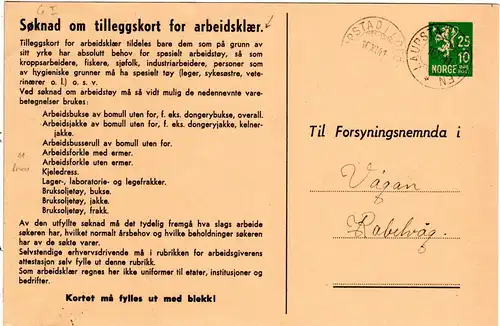 Søknad om tilleggskort for arbeidsklær.
Tilleggskort for arbeidsklær tildeles bare dem som på grunn av
sitt yrke har absolutt behov for spesielt arbeidstøy, så som
kroppsarbeidere, fiskere, sjøfolk, industriarbeidere, personer som
av hygieniske grunner må ha spesielt tøy (leger, sykesøstre, vete-
rinærer o. l.) o. s. v.
Ved søknad om arbeidstøy må så vidt mulig de nedennevnte vare-
betegnelser brukes:
Arbeidsbukse av bomull uten for, f. eks. dongerybukse, overall.
Arbeidsjakke av bomull uten for, f. eks. dongeryjakke, kelner-
jakke.
Arbeidsbusserull av bomull uten for.
Arbeidsforkle med ermer.
Arbeidsforkle uten ermer.
Kjeledress.
Lager-, laboratorie- og legefrakker.
Bruksoljetøy, bukse.
Bruksoljetøy, jakke.
Bruksoljetøy, frakk.
Av den utfyllte søknad må det tydelig fremgå hva slags arbeide
søkeren har, hvilket normalt årsbehov og hvilke beholdninger søkeren
har av de søkte varer.
Selvstendige erhvervsdrivende må i rubrikken for arbeidsgiverens
attestasjon selv fylle ut denne rubrikk.
Som arbeidsklær regnes her ikke uniformer til etater, institusjoner og
bedrifter.
Kortet må fylles ut med blekk!
25
10
NORGE
Til Forsyningsnemnda i
Vågan
Kabelvåg